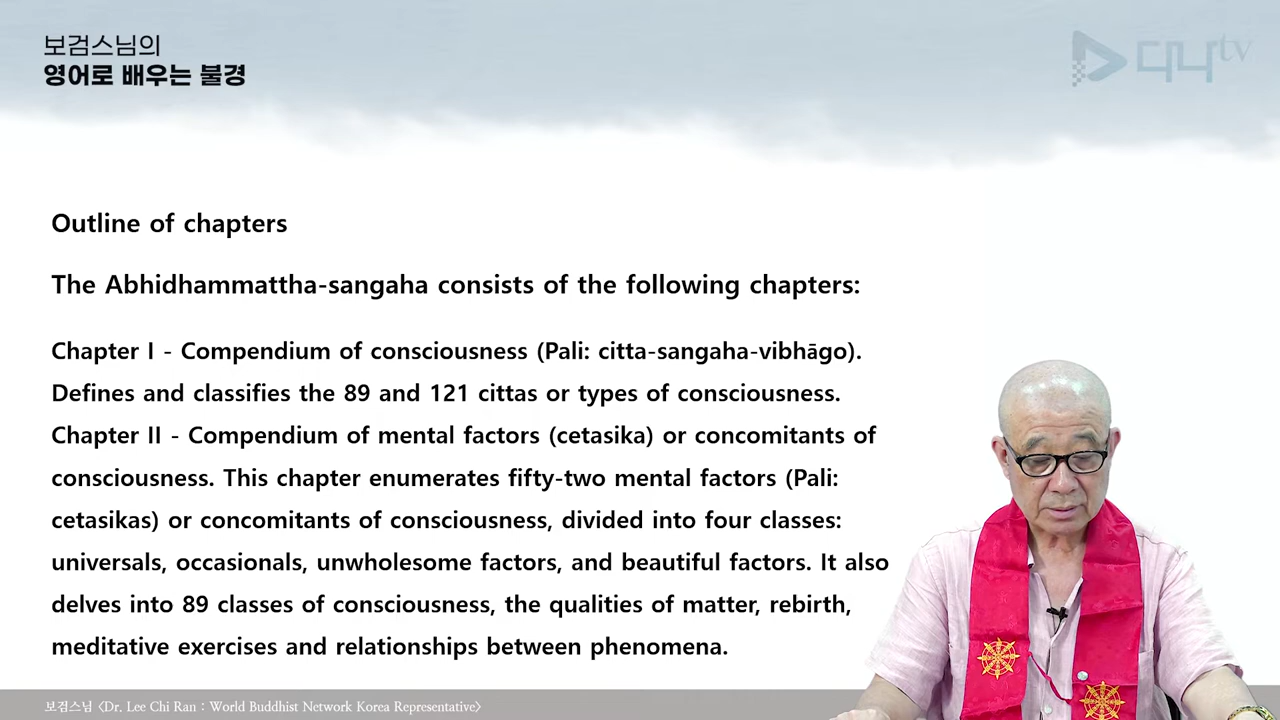 보검스님의
영어로 배우는 불경
디나tv
Outline of chapters
The Abhidhammattha-sangaha consists of the following chapters:
Chapter I - Compendium of consciousness (Pali: citta-sangaha-vibhāgo).
Defines and classifies the 89 and 121 cittas or types of consciousness.
Chapter II - Compendium of mental factors (cetasika) or concomitants of
consciousness. This chapter enumerates fifty-two mental factors (Pali:
cetasikas) or concomitants of consciousness, divided into four classes:
universals, occasionals, unwholesome factors, and beautiful factors. It also
delves into 89 classes of consciousness, the qualities of matter, rebirth,
meditative exercises and relationships between phenomena.
보검스님 <Dr. Lee Chi Ran : World Buddhist Network Korea Representative>